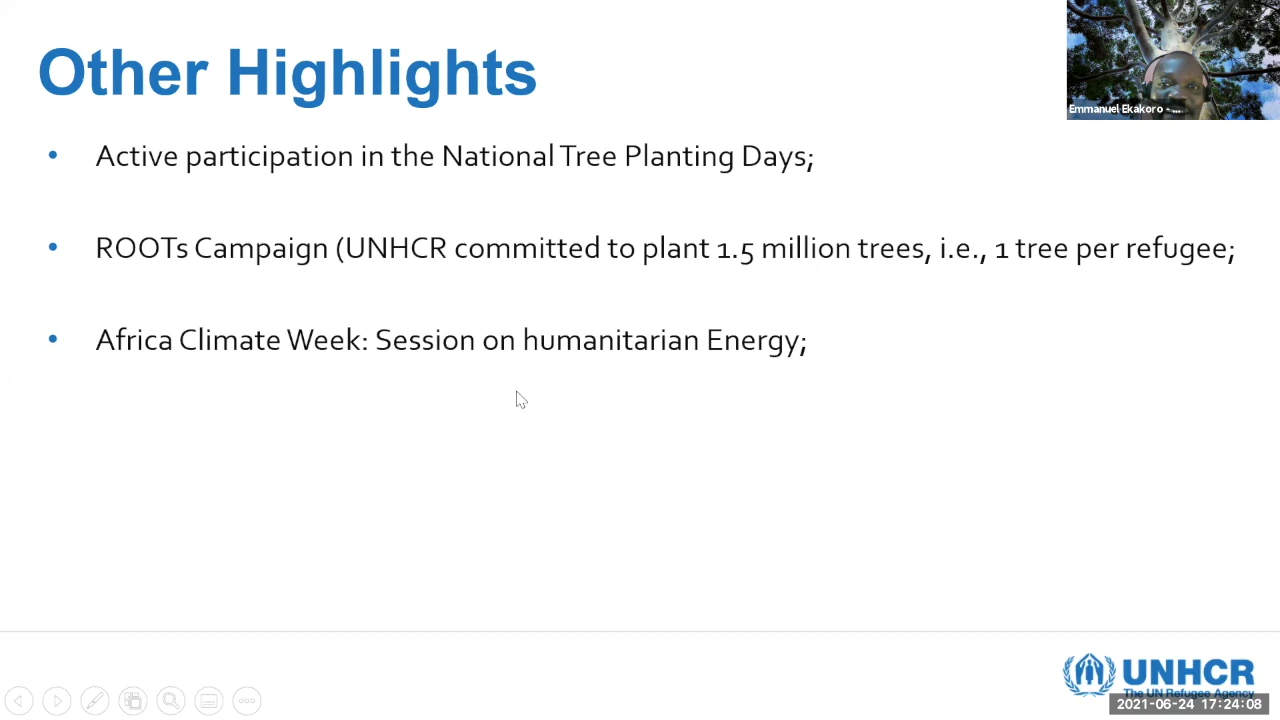 Other Highlights
Emmanuel Ekakoro - ...
• Active participation in the National Tree Planting Days;
• ROOTs Campaign (UNHCR committed to plant 1.5 million trees, i.e., 1 tree per refugee;
• Africa Climate Week: Session on humanitarian Energy;
UNHCR
The UN Refugee Agency
2021-06-24 17:24:08